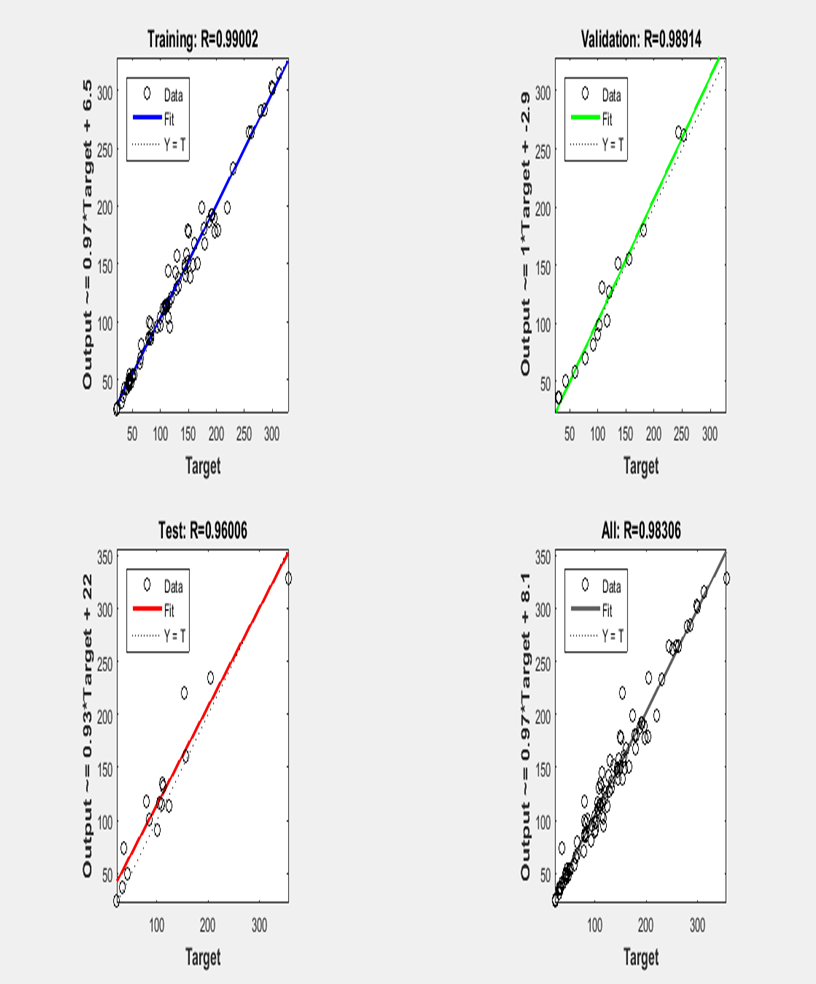 Training: R=0.99002
Output ~= 0.97*Target + 6.5
Data
Fit
Y = T
300
250
200
150
100
50
50 100 150 200 250 300
Target
Validation: R=0.98914
Output ~= 1*Target + -2.9
Data
Fit
Y = T
300
250
200
150
100
50
50 100 150 200 250 300
Target
Test: R=0.96006
Output ~= 0.93*Target + 22
Data
Fit
Y = T
350
300
250
200
150
100
50
100 200 300
Target
All: R=0.98306
Output ~= 0.97*Target + 8.1
Data
Fit
Y = T
350
300
250
200
150
100
50
100 200 300
Target